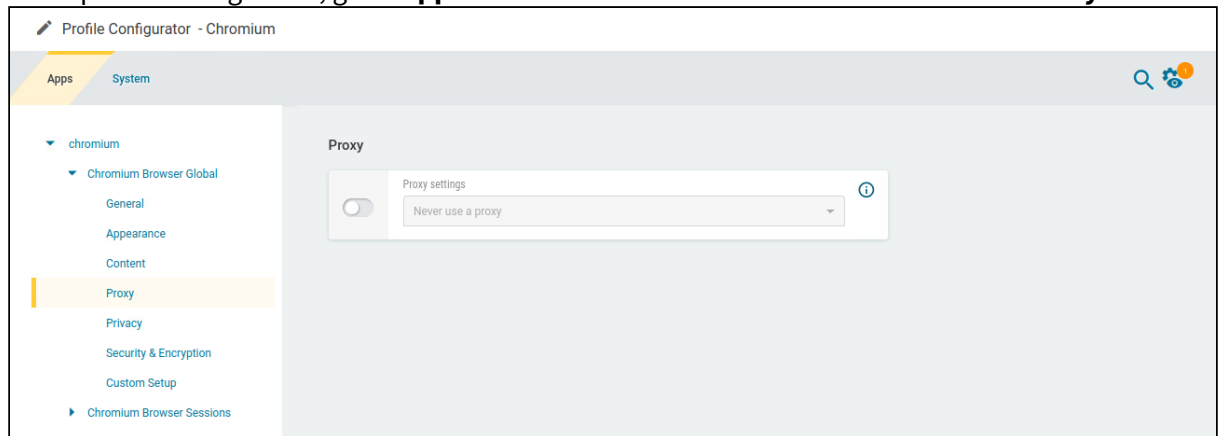 Profile Configurator - Chromium
Apps System
1
chromium
Chromium Browser Global
General
Appearance
Content
Proxy
Privacy
Security & Encryption
Custom Setup
Chromium Browser Sessions
Proxy
Proxy settings
Never use a proxy